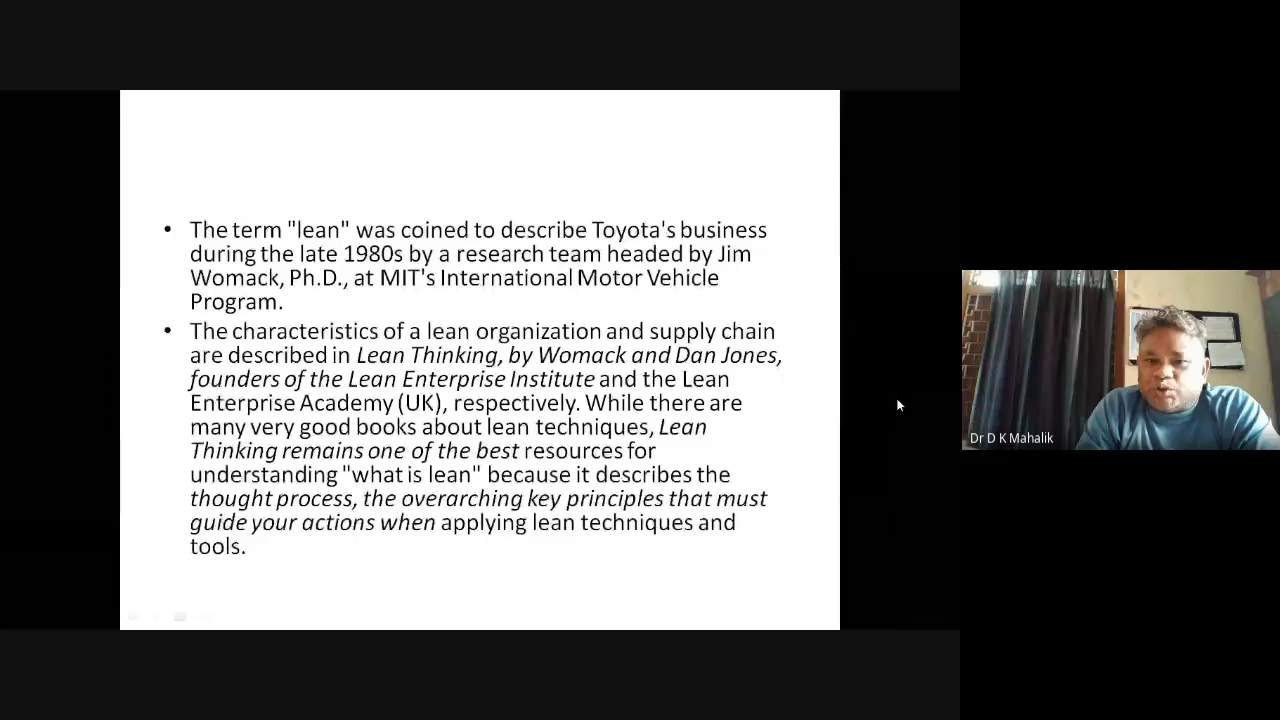 • The term "lean" was coined to describe Toyota's business
during the late 1980s by a research team headed by Jim
Womack, Ph.D., at MIT's International Motor Vehicle
Program.
• The characteristics of a lean organization and supply chain
are described in Lean Thinking, by Womack and Dan Jones,
founders of the Lean Enterprise Institute and the Lean
Enterprise Academy (UK), respectively. While there are
many very good books about lean techniques, Lean
Thinking remains one of the best resources for
understanding "what is lean" because it describes the
thought process, the overarching key principles that must
guide your actions when applying lean techniques and
tools.
Dr D K Mahalik